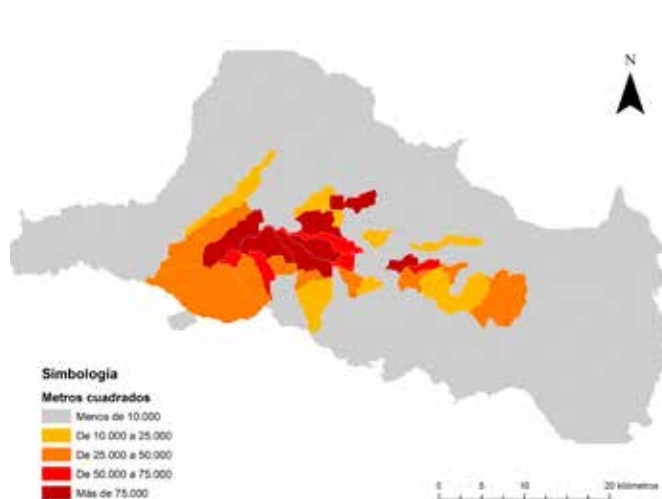 N
Simbología
Metros cuadrados
Menos de 10.000
De 10.000 a 25.000
De 25.000 a 50.000
De 50.000 a 75.000
Más de 75.000
0 5 10 20 kilómetros